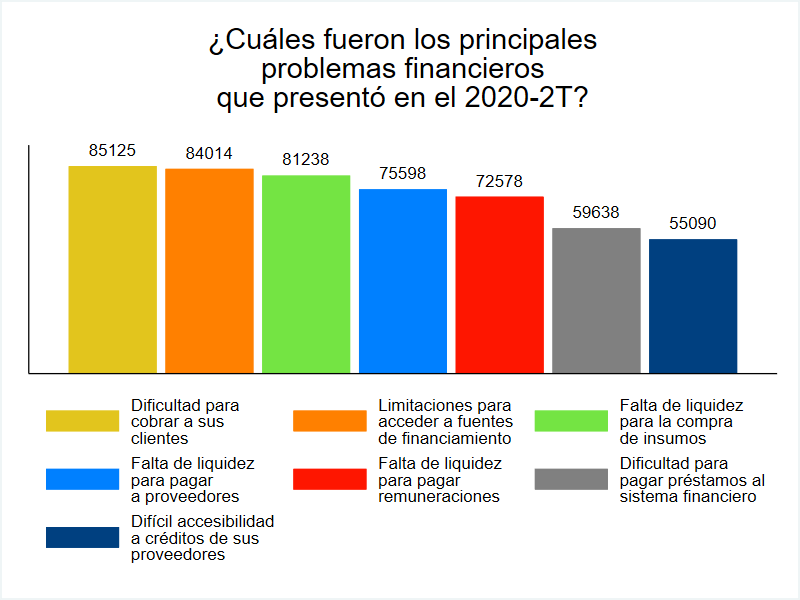 ¿Cuáles fueron los principales
problemas financieros
que presentó en el 2020-2T?
85125
84014
81238
75598
72578
59638
55090
Dificultad para
cobrar a sus
clientes
Limitaciones para
acceder a fuentes
de financiamiento
Falta de liquidez
para la compra
de insumos
Falta de liquidez
para pagar
a proveedores
Falta de liquidez
para pagar
remuneraciones
Dificultad para
pagar préstamos al
sistema financiero
Difícil accesibilidad
a créditos de sus
proveedores